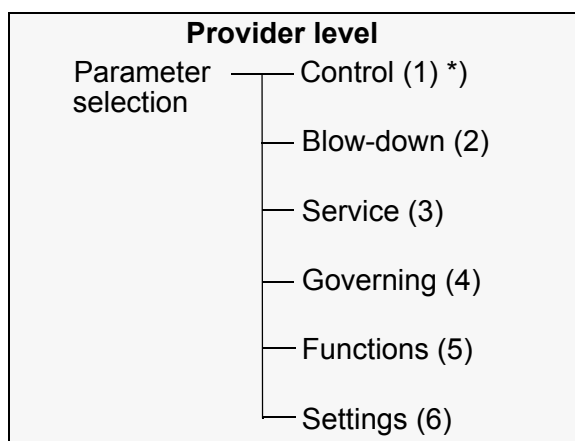 Provider level
Parameter
selection
Control (1) *)
Blow-down (2)
Service (3)
Governing (4)
Functions (5)
Settings (6)